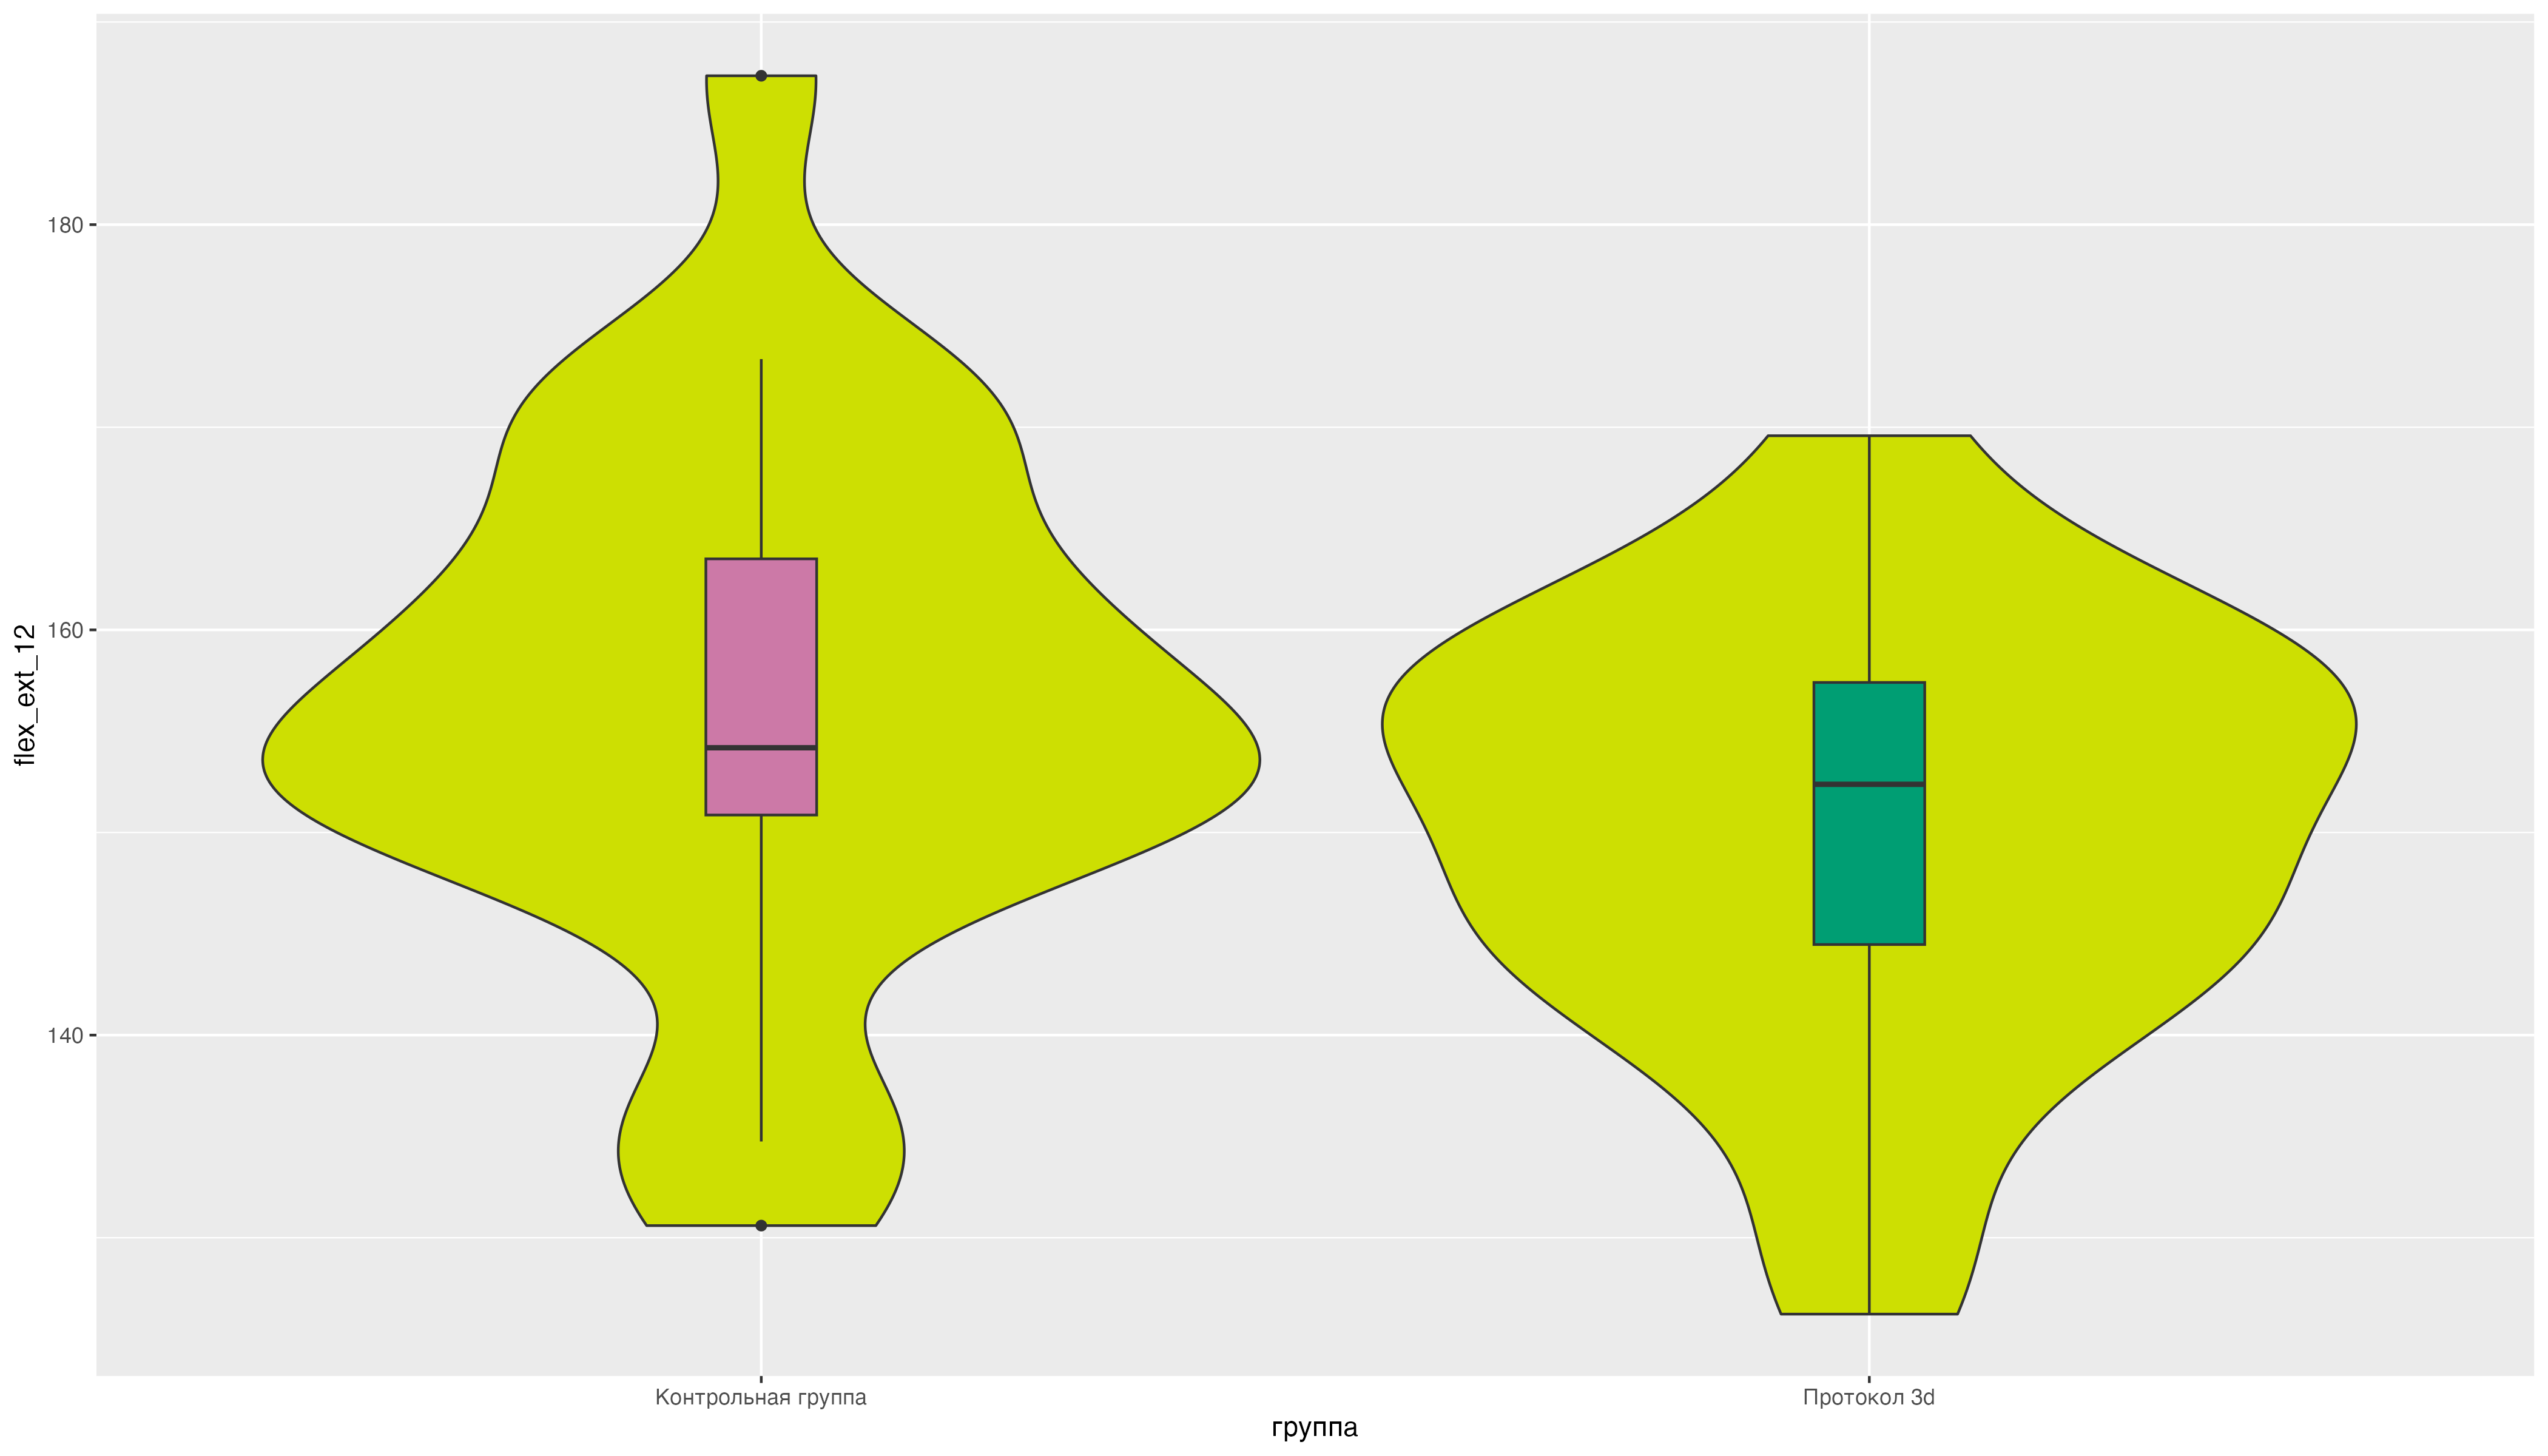 flex_ext_12
180
160
140
Контрольная группа
Протокол 3d
группа